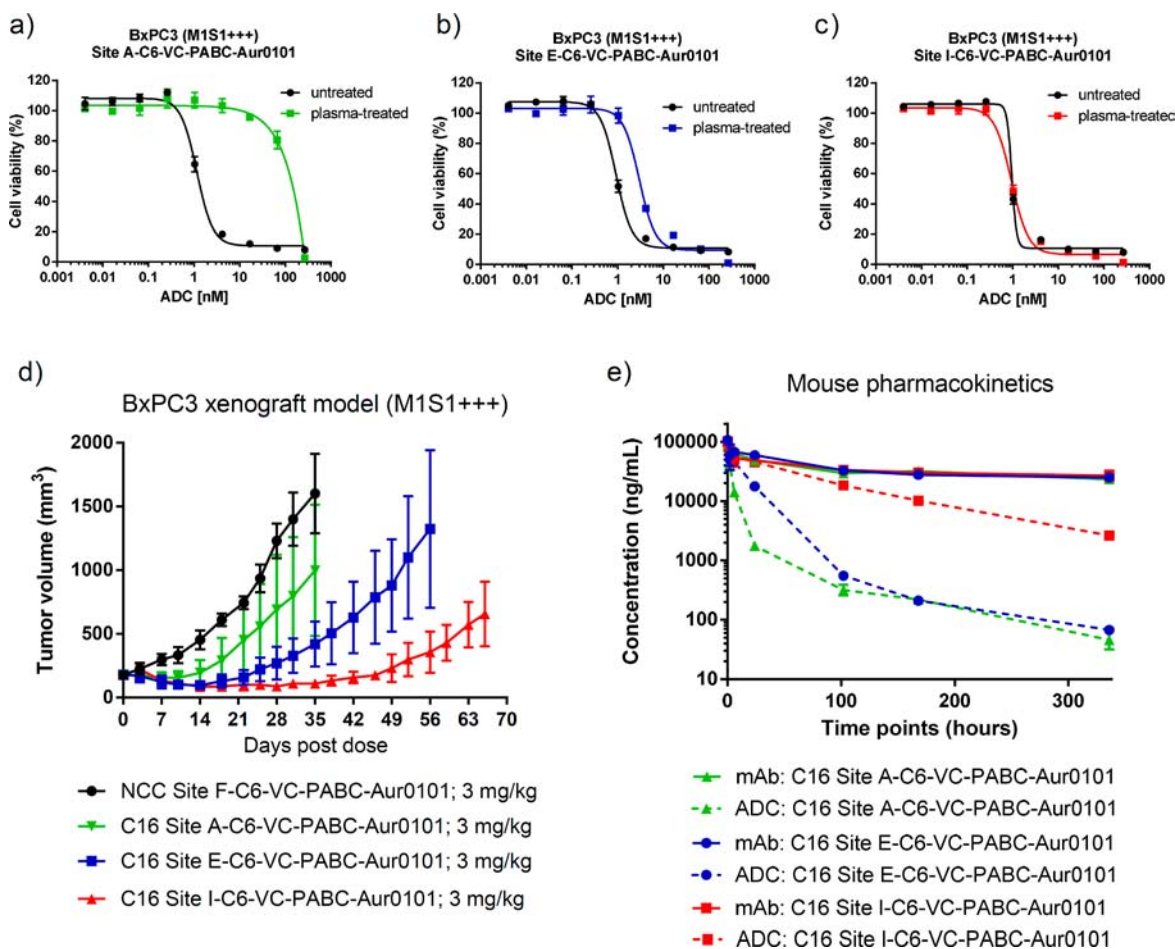 a)
BxPC3 (M1S1+++)
Site A-C6-VC-PABC-Aur0101
120
100
80
60
40
20
0
Cell viability (%)
untreated
plasma-treated
0.001 0.01 0.1 1 10 100 1000
ADC [nM]
b)
BxPC3 (M1S1+++)
Site E-C6-VC-PABC-Aur0101
120
100
80
60
40
20
0
Cell viability (%)
untreated
plasma-treated
0.001 0.01 0.1 1 10 100 1000
ADC [nM]
c)
BxPC3 (M1S1+++)
Site I-C6-VC-PABC-Aur0101
120
100
80
60
40
20
0
Cell viability (%)
untreated
plasma-treatec
0.001 0.01 0.1 1 10 100 1000
ADC [nM]
d)
BxPC3 xenograft model (M1S1+++)
2000
1500
1000
500
0
Tumor volume (mm³)
0 7 14 21 28 35 42 49 56 63 70
Days post dose
NCC Site F-C6-VC-PABC-Aur0101; 3 mg/kg
C16 Site A-C6-VC-PABC-Aur0101; 3 mg/kg
C16 Site E-C6-VC-PABC-Aur0101; 3 mg/kg
C16 Site I-C6-VC-PABC-Aur0101; 3 mg/kg
e)
Mouse pharmacokinetics
100000
10000
1000
100
10
Concentration (ng/mL)
0 100 200 300
Time points (hours)
mAb: C16 Site A-C6-VC-PABC-Aur0101
ADC: C16 Site A-C6-VC-PABC-Aur0101
mAb: C16 Site E-C6-VC-PABC-Aur0101
ADC: C16 Site E-C6-VC-PABC-Aur0101
mAb: C16 Site I-C6-VC-PABC-Aur0101
ADC: C16 Site I-C6-VC-PABC-Aur0101